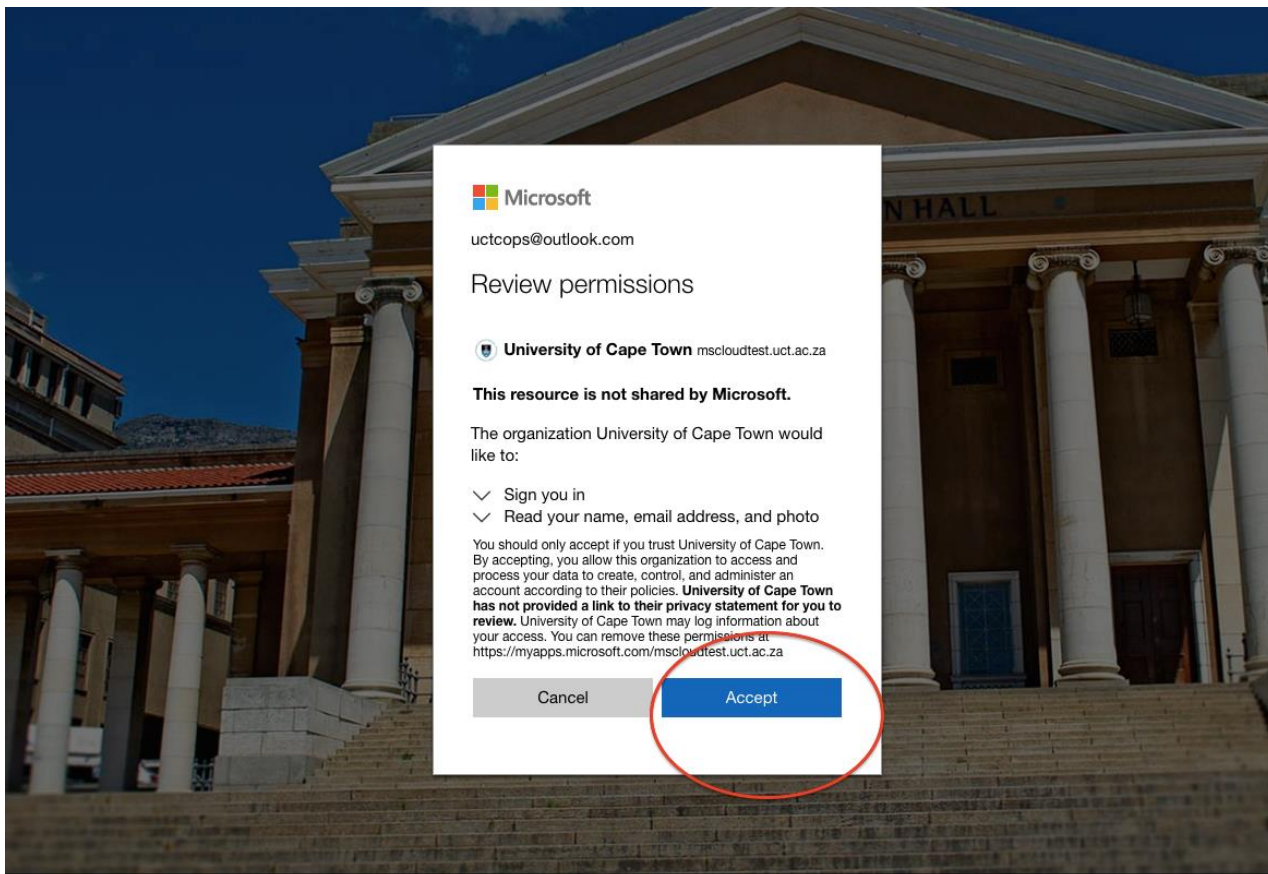 N HALL
Microsoft
uctcops@outlook.com
Review permissions
University of Cape Town mscloudtest.uct.ac.za
This resource is not shared by Microsoft.
The organization University of Cape Town would
like to:
Sign you in
Read your name, email address, and photo
You should only accept if you trust University of Cape Town.
By accepting, you allow this organization to access and
process your data to create, control, and administer an
account according to their policies. University of Cape Town
has not provided a link to their privacy statement for you to
review. University of Cape Town may log information about
your access. You can remove these permissions at
https://myapps.microsoft.com/mscloudtest.uct.ac.za
Cancel Accept